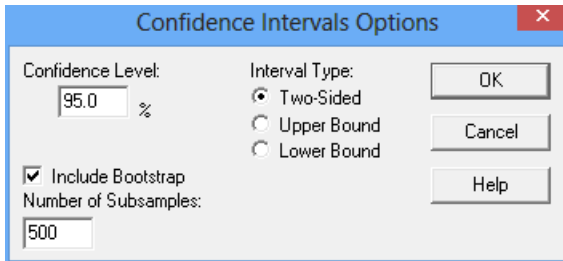 Confidence Intervals Options
Confidence Level:
95.0 %
Interval Type:
Two-Sided
Upper Bound
Lower Bound
Include Bootstrap
Number of Subsamples:
500
OK
Cancel
Help